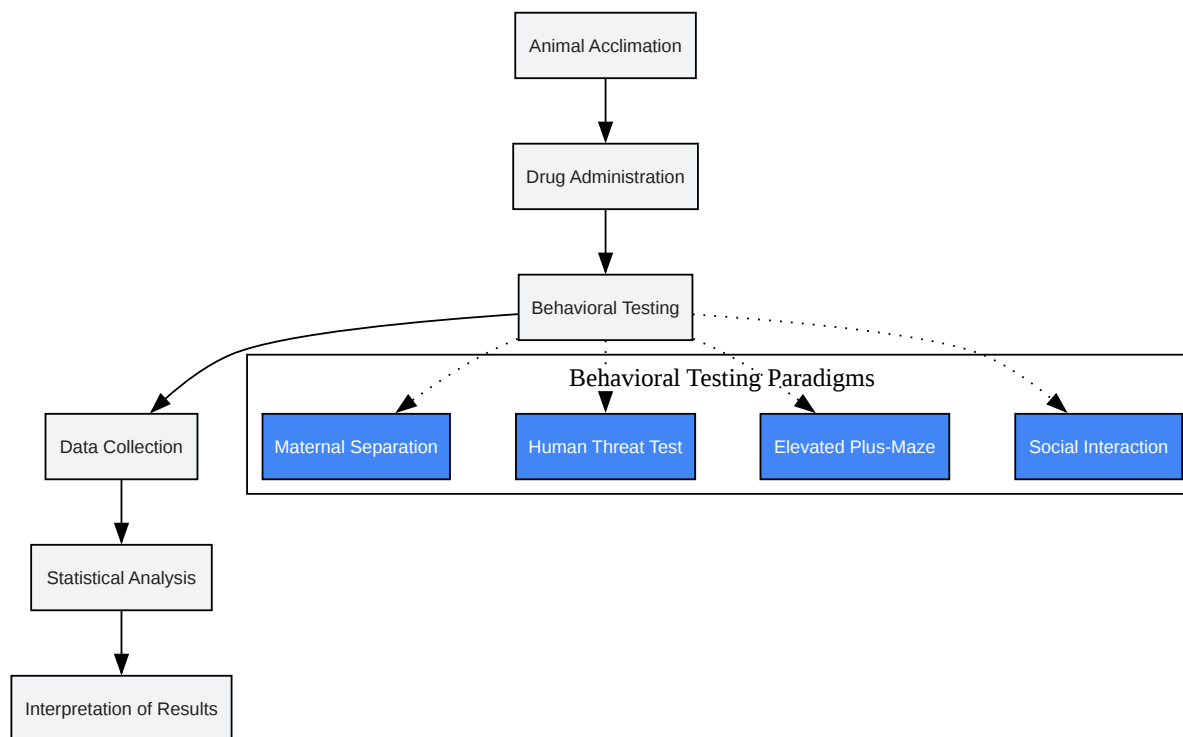 Animal Acclimation
Drug Administration
Behavioral Testing
Behavioral Testing Paradigms
Data Collection
Maternal Separation
Human Threat Test
Elevated Plus-Maze
Social Interaction
Statistical Analysis
Interpretation of Results